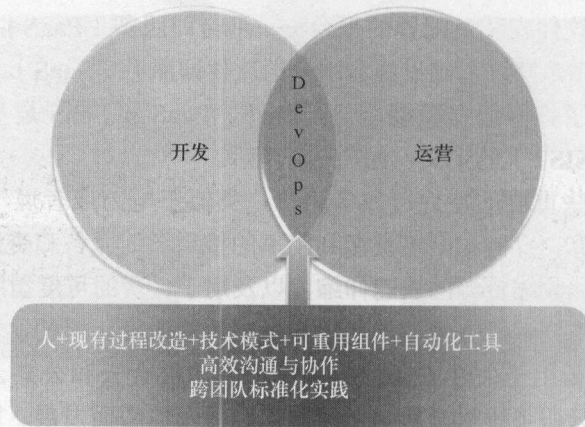 开发
DevOps
运营
人+现有过程改造+技术模式+可重用组件+自动化工具
高效沟通与协作
跨团队标准化实践